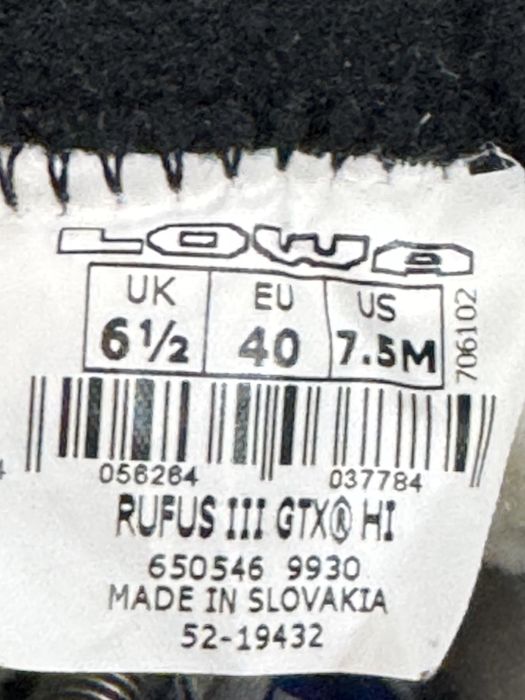 LOWA
UK EU US
6½ 40 7.5M
706102
056264 037784
RUFUS III GTX® HI
650546 9930
MADE IN SLOVAKIA
52-19432